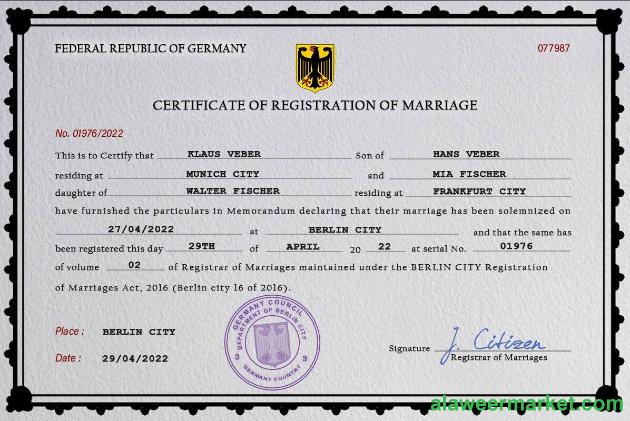 FEDERAL REPUBLIC OF GERMANY
077987
CERTIFICATE OF REGISTRATION OF MARRIAGE
No. 01976/2022
This is to Certify that KLAUS VEBER Son of HANS VEBER
residing at MUNICH CITY and MIA FISCHER
daughter of WALTER FISCHER residing at FRANKFURT CITY
have furnished the particulars in Memorandum declaring that their marriage has been solemnized on
27/04/2022 at BERLIN CITY and that the same has
been registered this day 29TH of APRIL 20 22 at serial No. 01976
of volume 02 of Registrar of Marriages maintained under the BERLIN CITY Registration
of Marriages Act, 2016 (Berlin city 16 of 2016).
GERMANY COUNCIL
DEPARTMENT OF BERLIN CITY
3 3
GERMANY COUNTRY
Place : BERLIN CITY
Date : 29/04/2022
Signature J. Citizen
Registrar of Marriages
alaweermarket.com